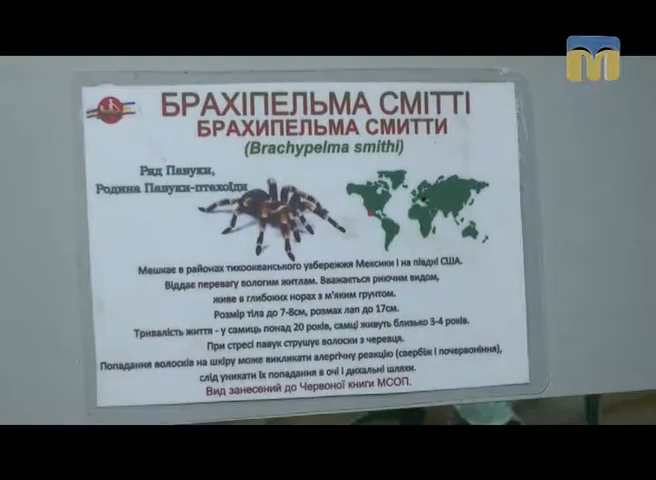 БРАХІПЕЛЬМА СМІТТІ
БРАХИПЕЛЬМА СМИТТИ
(Brachypelma smithi)
Ряд Павуки,
Родина Павуки-птахоїди
Мешкає в районах тихоокеанського узбережжя Мексики і на півдні США.
Віддає перевагу вологим житлам. Вважається риючим видом,
живе в глибоких норах з м'яким грунтом.
Розмір тіла до 7-8см, розмах лап до 17см.
Тривалість життя - у самиць понад 20 років, самці живуть близько 3-4 років.
При стресі павук струшує волоски з черевця.
Попадання волосків на шкіру може викликати алергічну реакцію (свербіж і почервоніння),
слід уникати їх попадання в очі і дихальні шляхи.
Вид занесений до Червоної книги МСОП.